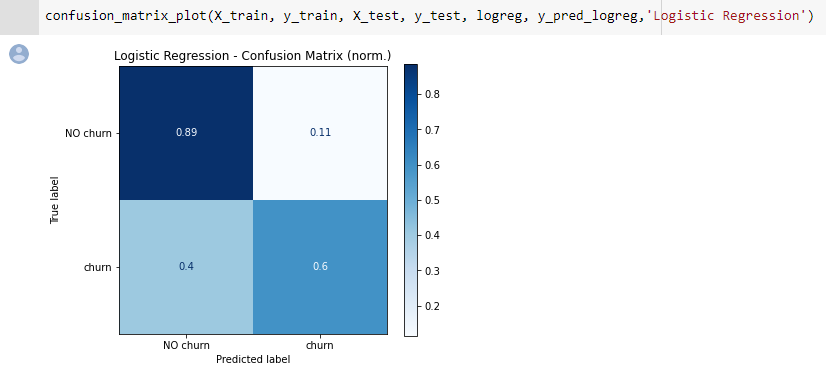 confusion_matrix_plot(X_train, y_train, X_test, y_test, logreg, y_pred_logreg,'Logistic Regression')
Logistic Regression - Confusion Matrix (norm.)
NO churn
churn
True label
0.89
0.11
0.4
0.6
NO churn
churn
Predicted label
0.8
0.7
0.6
0.5
0.4
0.3
0.2